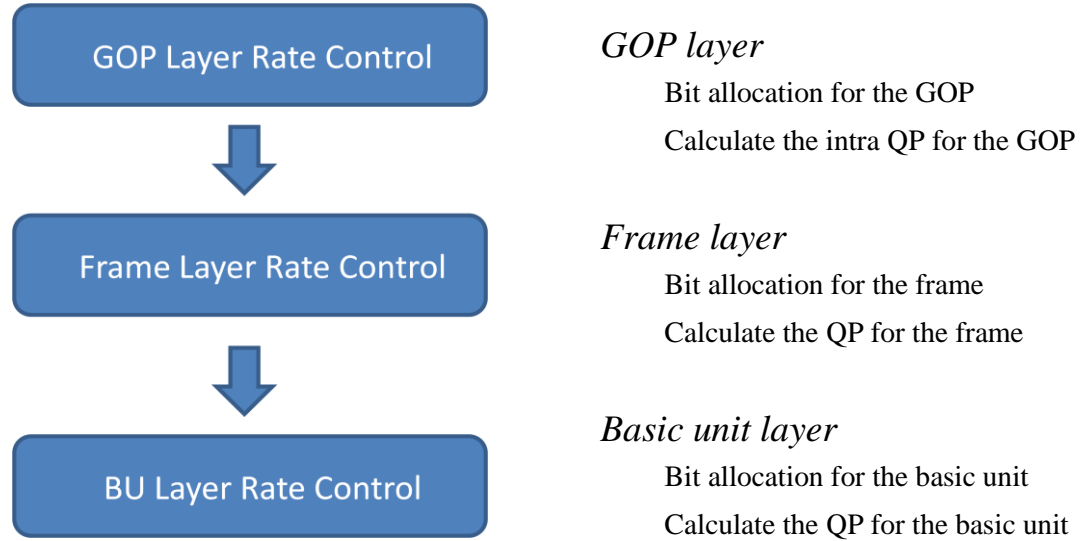 GOP Layer Rate Control
GOP layer
Bit allocation for the GOP
Calculate the intra QP for the GOP
Frame Layer Rate Control
Frame layer
Bit allocation for the frame
Calculate the QP for the frame
BU Layer Rate Control
Basic unit layer
Bit allocation for the basic unit
Calculate the QP for the basic unit